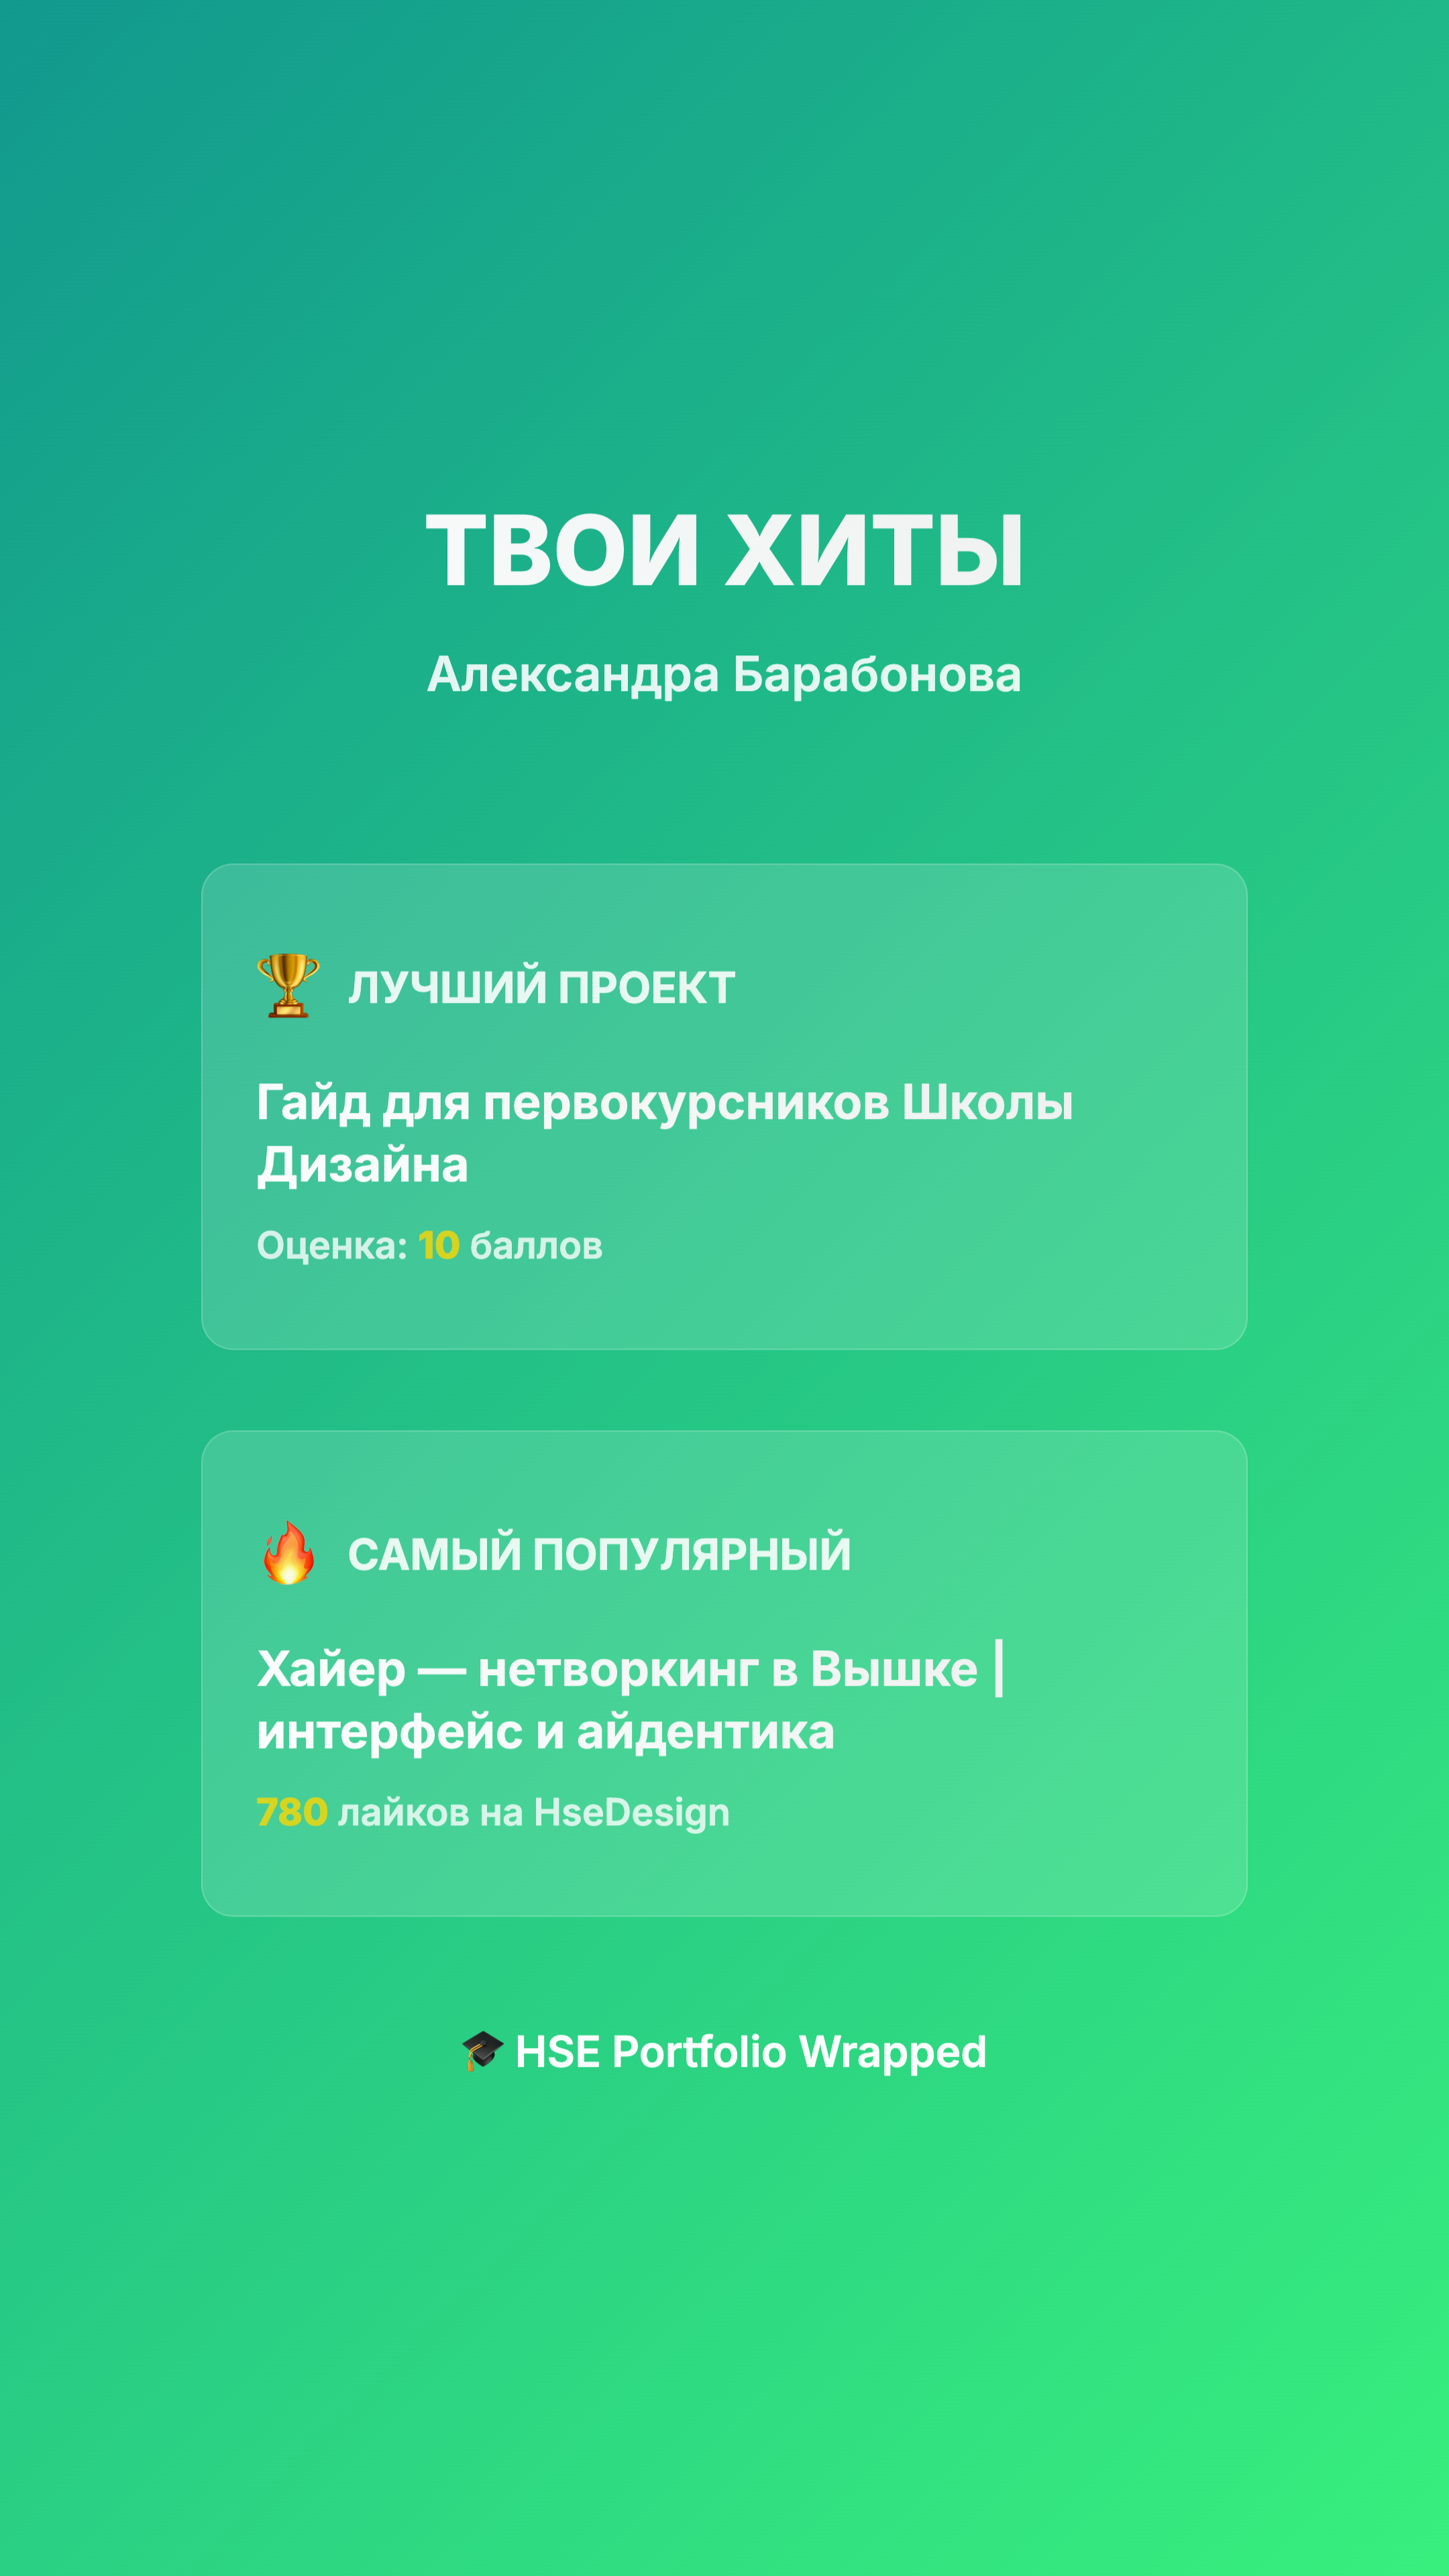 ТВОИ ХИТЫ
Александра Барабонова
🏆 ЛУЧШИЙ ПРОЕКТ
Гайд для первокурсников Школы
Дизайна
Оценка: 10 баллов
🔥 САМЫЙ ПОПУЛЯРНЫЙ
Хайер — нетворкинг в Вышке |
интерфейс и айдентика
780 лайков на HseDesign
🎓 HSE Portfolio Wrapped